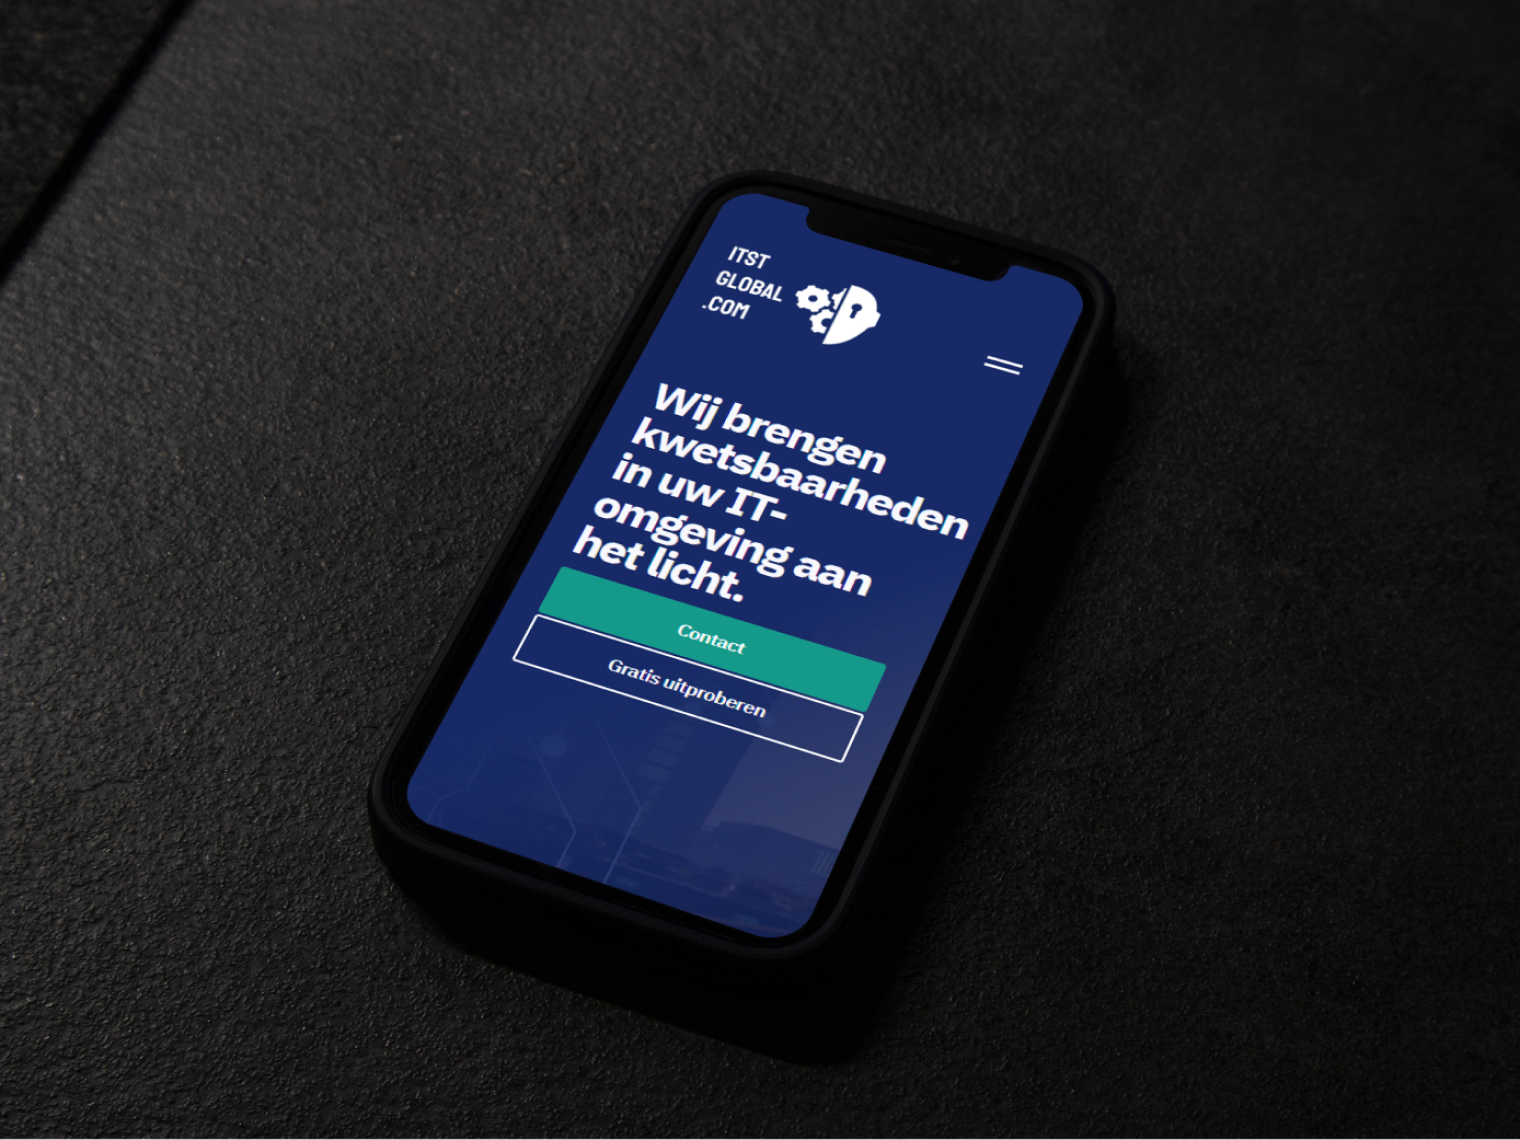 ITST
GLOBAL
.COM
Wij brengen
kwetsbaarheden
in uw IT-
omgeving aan
het licht.
Contact
Gratis uitproberen